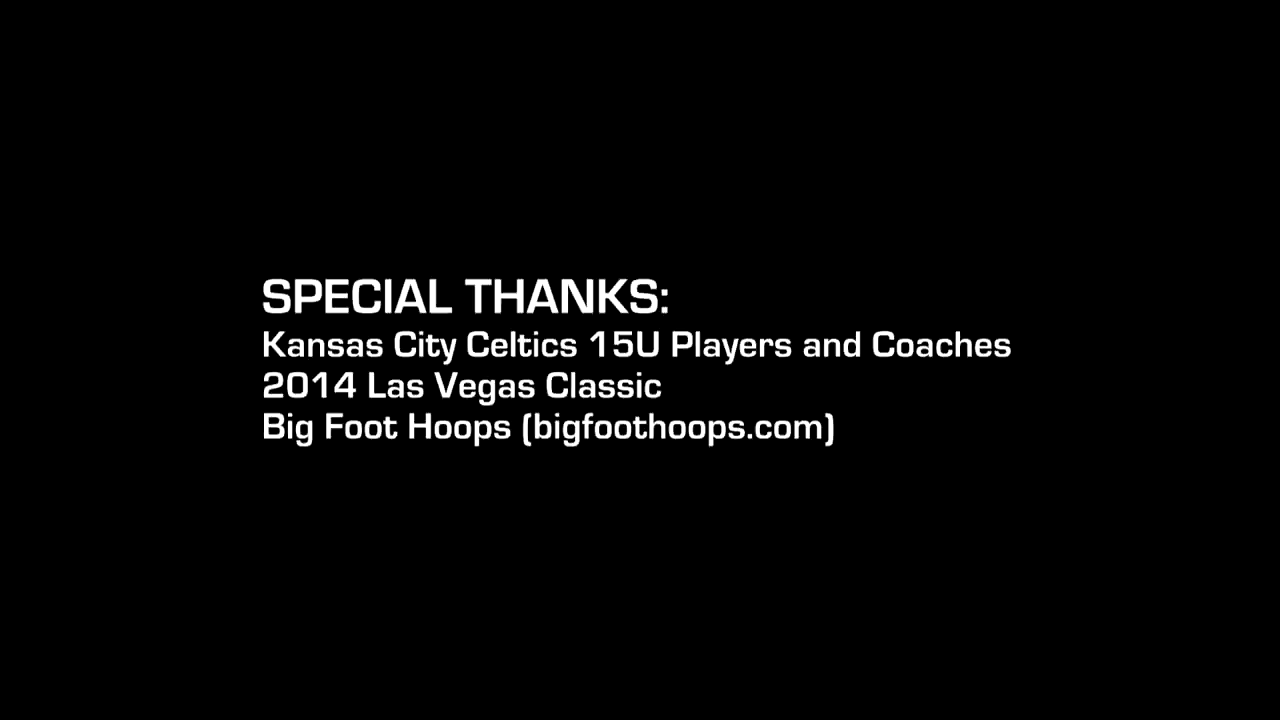 SPECIAL THANKS:
Kansas City Celtics 15U Players and Coaches
2014 Las Vegas Classic
Big Foot Hoops (bigfoothoops.com)